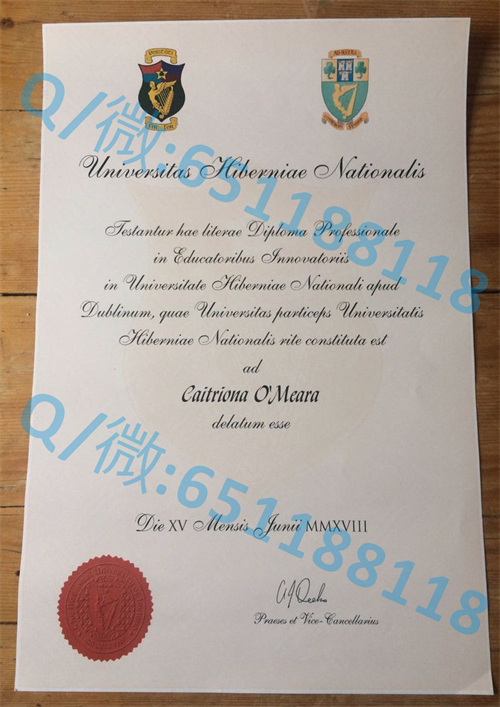 Universitas Hiberniae Nationalis
Testantur hae literae Diploma Professionale
in Educatoribus Innovatoriis
in Universitate Hiberniae Nationali apud
Dublinum, quae Universitas particeps Universitatis
Hiberniae Nationalis rite constituta est
ad
Caitriona O'Meara
delatum esse
Die XV Mensis Junii MMXVIII
Praeses et Vice-Cancellarius
Q/微:651188118
Q/微:651188118